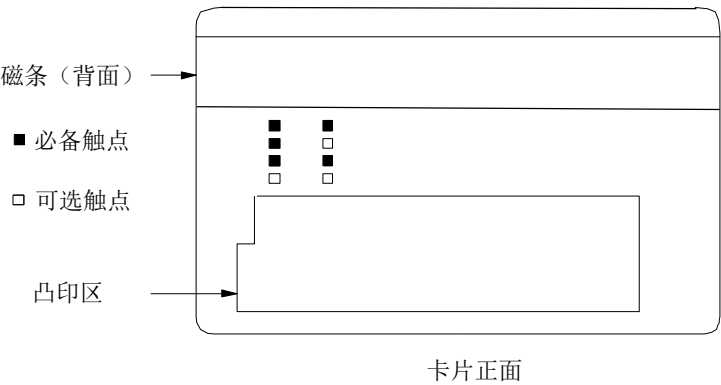 磁条（背面）
必备触点
可选触点
凸印区
卡片正面